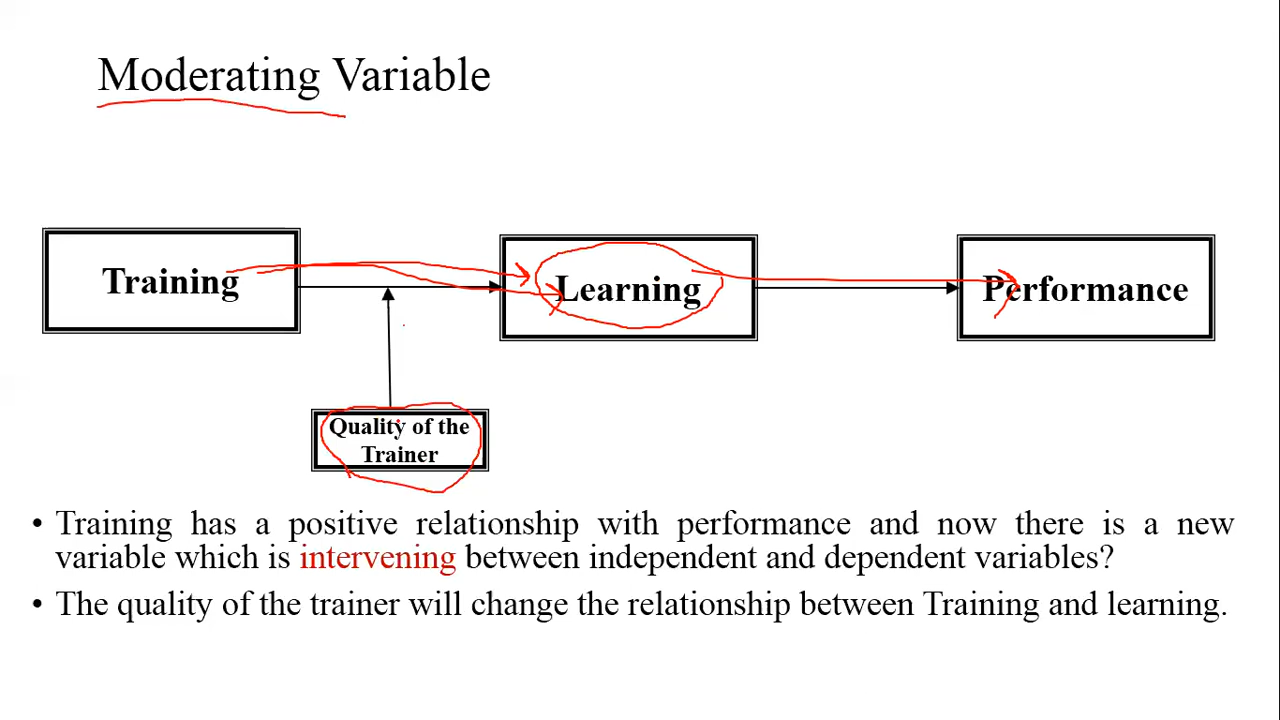 Moderating Variable
Training
Learning
Performance
Quality of the
Trainer
• Training has a positive relationship with performance and now there is a new
variable which is intervening between independent and dependent variables?
• The quality of the trainer will change the relationship between Training and learning.